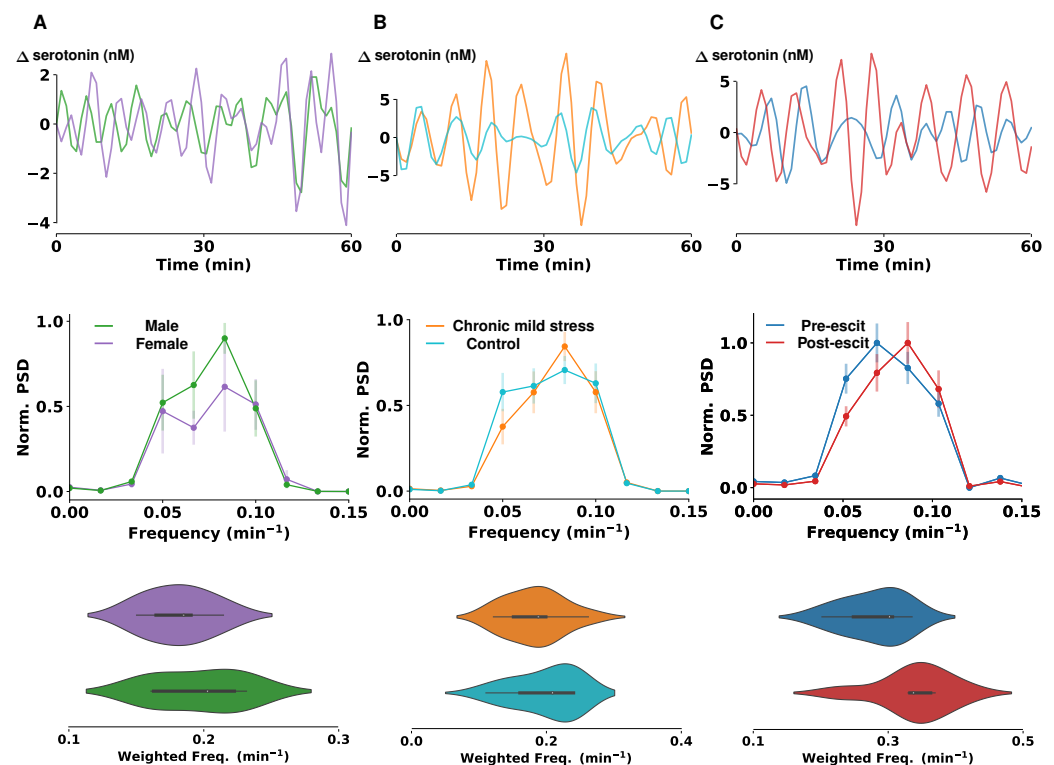 A
B
C
Δ serotonin (nM)
Δ serotonin (nM)
Δ serotonin (nM)
2
0
−2
−4
0
30
60
Time (min)
5
0
−5
0
30
60
Time (min)
5
0
−5
0
30
60
Time (min)
Norm. PSD
1.0
0.5
0.0
Male
Female
0.00
0.05
0.10
0.15
Frequency (min⁻¹)
Norm. PSD
1.0
0.5
0.0
Chronic mild stress
Control
0.00
0.05
0.10
0.15
Frequency (min⁻¹)
Norm. PSD
1.0
0.5
0.0
Pre-escit
Post-escit
0.00
0.05
0.10
0.15
Frequency (min⁻¹)
0.1
0.2
0.3
Weighted Freq. (min⁻¹)
0.0
0.2
0.4
Weighted Freq. (min⁻¹)
0.1
0.3
0.5
Weighted Freq. (min⁻¹)